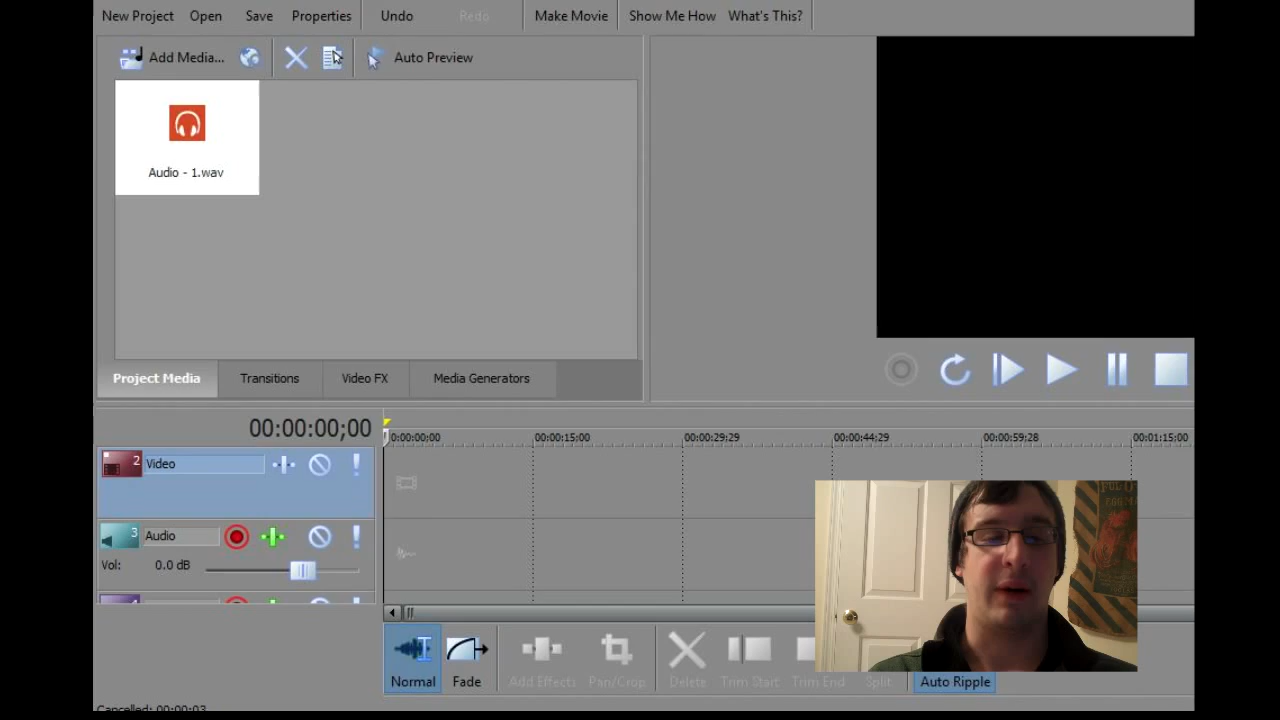 New Project Open Save Properties Undo Redo Make Movie Show Me How What's This?
Add Media... Auto Preview
Audio - 1.wav
Project Media Transitions Video FX Media Generators
00:00:00;00
0:00:00;00 00:00:15;00 00:00:29;29 00:00:44;29 00:00:59;28 00:01:15;00
2 Video
3 Audio
Vol: 0.0 dB
Normal Fade Add Effects Pan/Crop Delete Trim Start Trim End Split Auto Ripple
Cancelled: 00:00:03